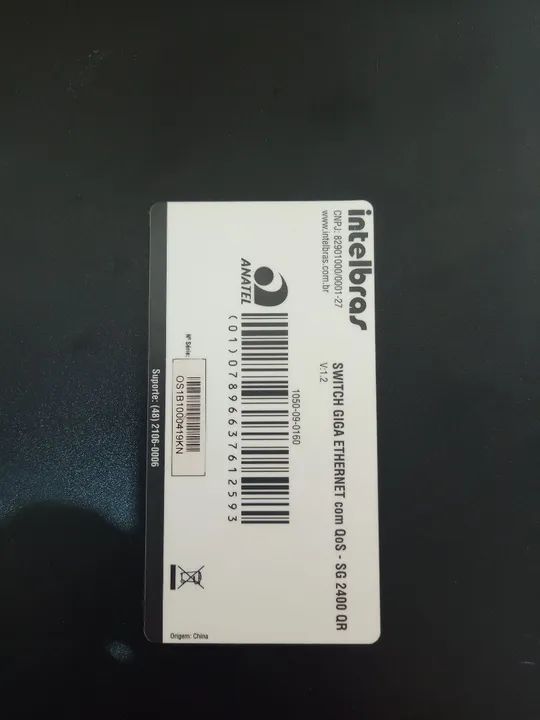 intelbras
CNPJ: 82901000/0001-27
www.intelbras.com.br
SWITCH GIGA ETHERNET com QoS - SG 2400 QR
V:1.2
1050-09-0160
ANATEL
(01)07896637612593
Nº Série:
OS1B1000419KN
Suporte: (48) 2106-0006
Origem: China